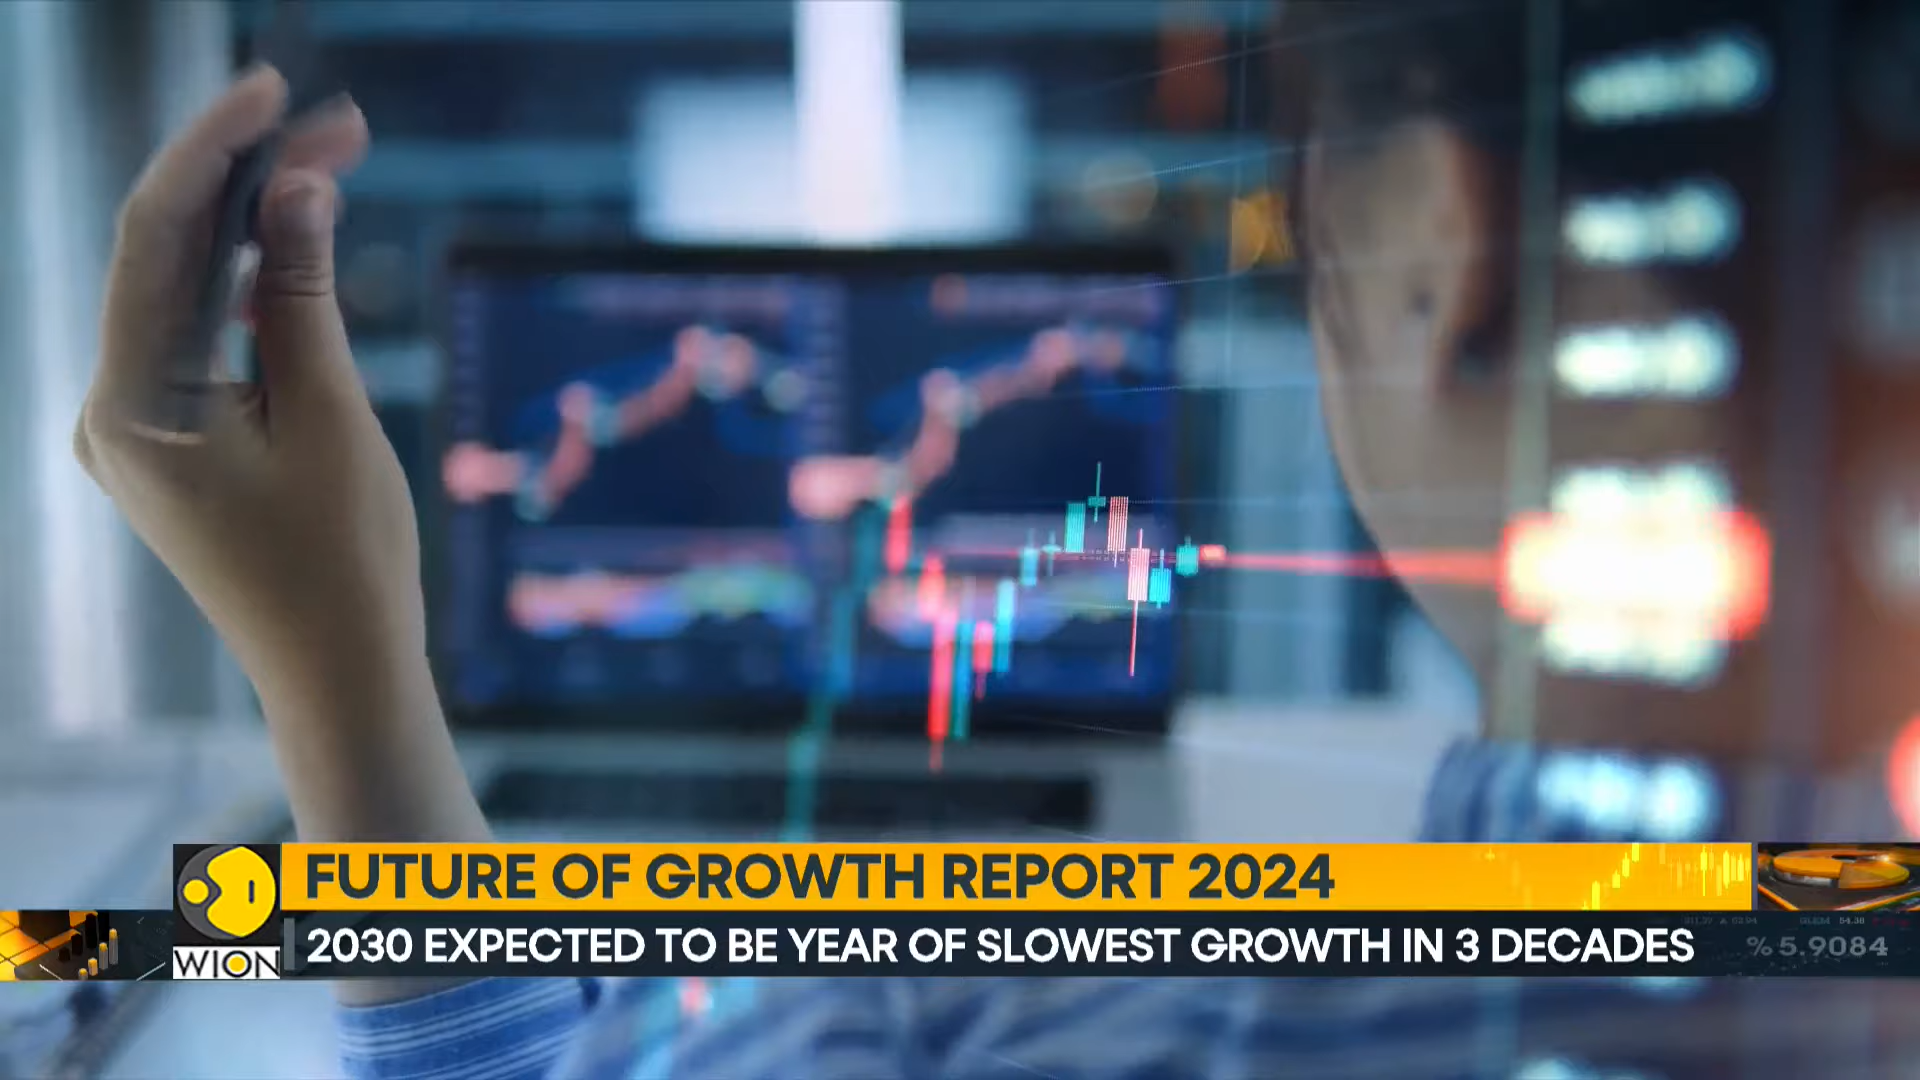 FUTURE OF GROWTH REPORT 2024
2030 EXPECTED TO BE YEAR OF SLOWEST GROWTH IN 3 DECADES
WION
% 5.9084